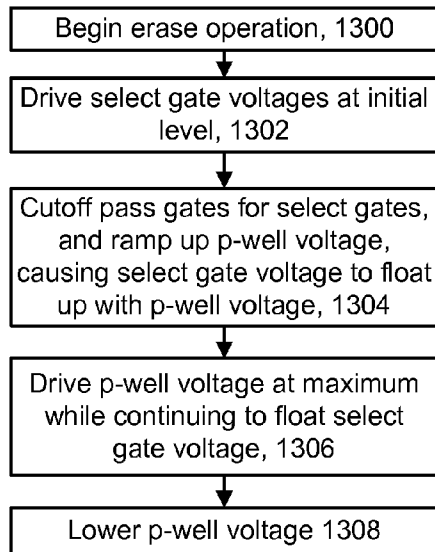 Begin erase operation, 1300
Drive select gate voltages at initial
level, 1302
Cutoff pass gates for select gates,
and ramp up p-well voltage,
causing select gate voltage to float
up with p-well voltage, 1304
Drive p-well voltage at maximum
while continuing to float select
gate voltage, 1306
Lower p-well voltage 1308